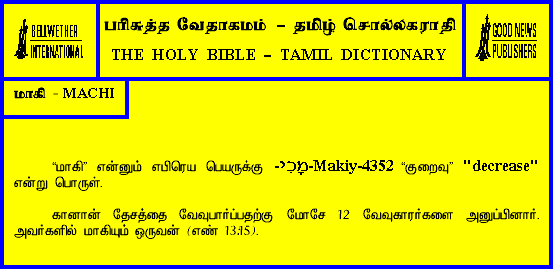 BELLWETHER
INTERNATIONAL
பரிசுத்த வேதாகமம் – தமிழ் சொல்லகராதி
THE HOLY BIBLE – TAMIL DICTIONARY
GOOD NEWS
PUBLISHERS
மாகி - MACHI
“மாகி” என்னும் எபிரெய பெயருக்கு -מָכִי-Makiy-4352 “குறைவு” "decrease"
என்று பொருள்.
கானான் தேசத்தை வேவுபார்ப்பதற்கு மோசே 12 வேவுகாரர்களை அனுப்பினார்.
அவர்களில் மாகியும் ஒருவன் (எண் 13:15).